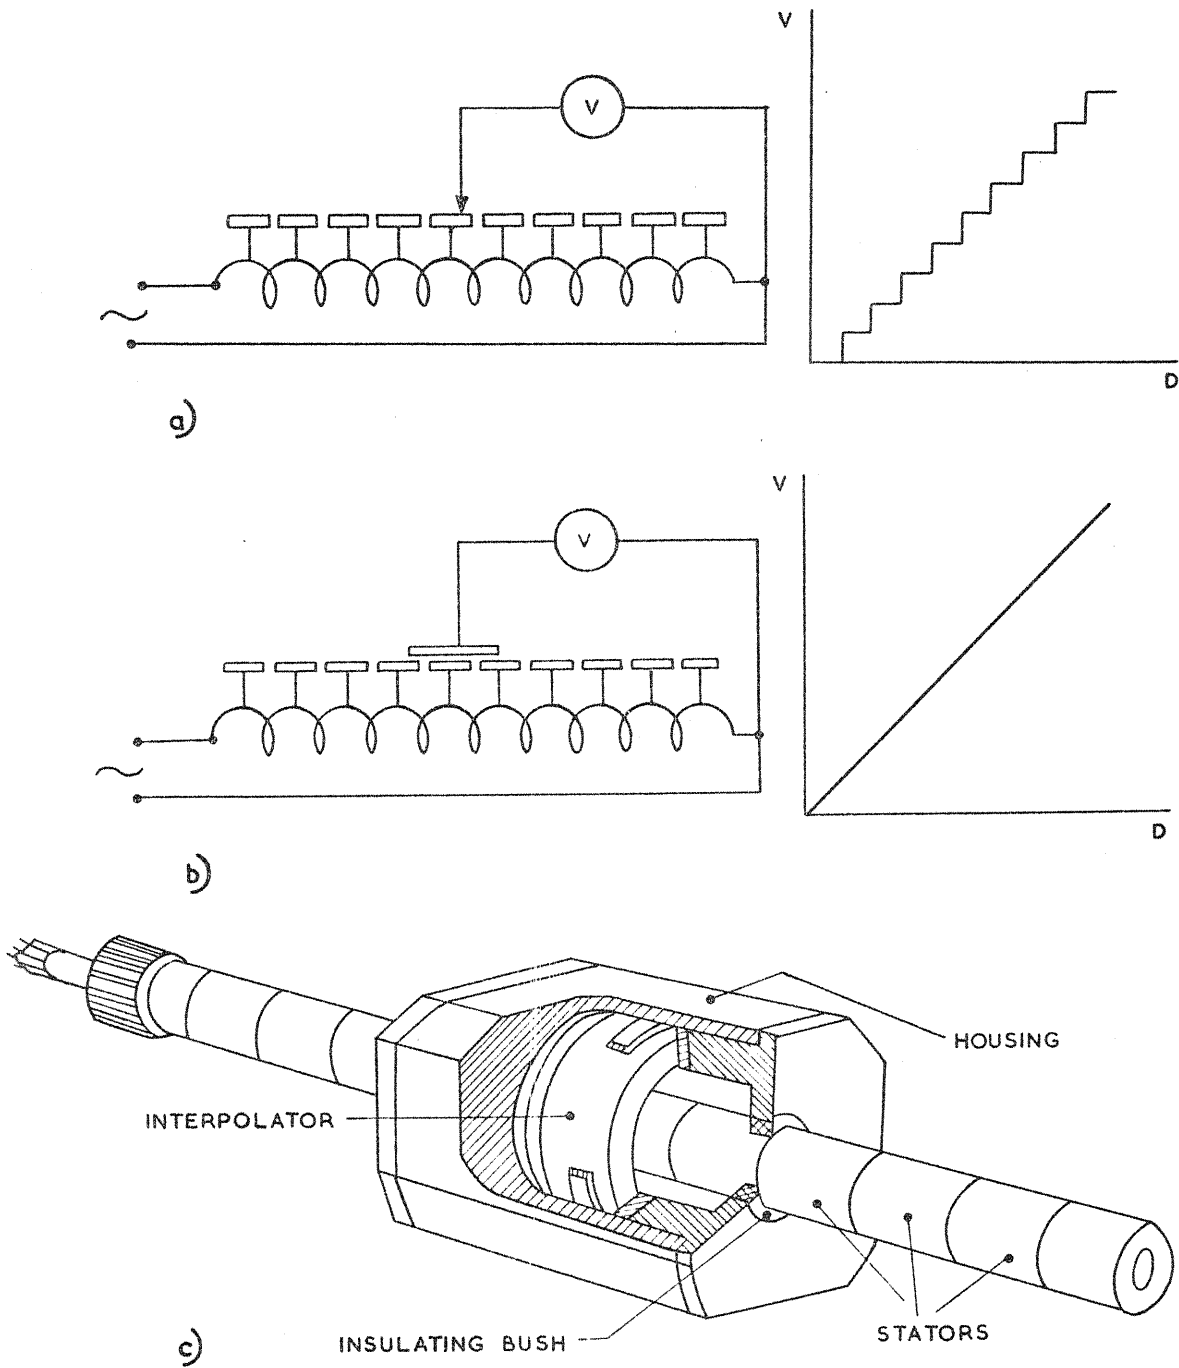 V
V
D
a)
V
V
D
b)
HOUSING
INTERPOLATOR
INSULATING BUSH
STATORS
c)